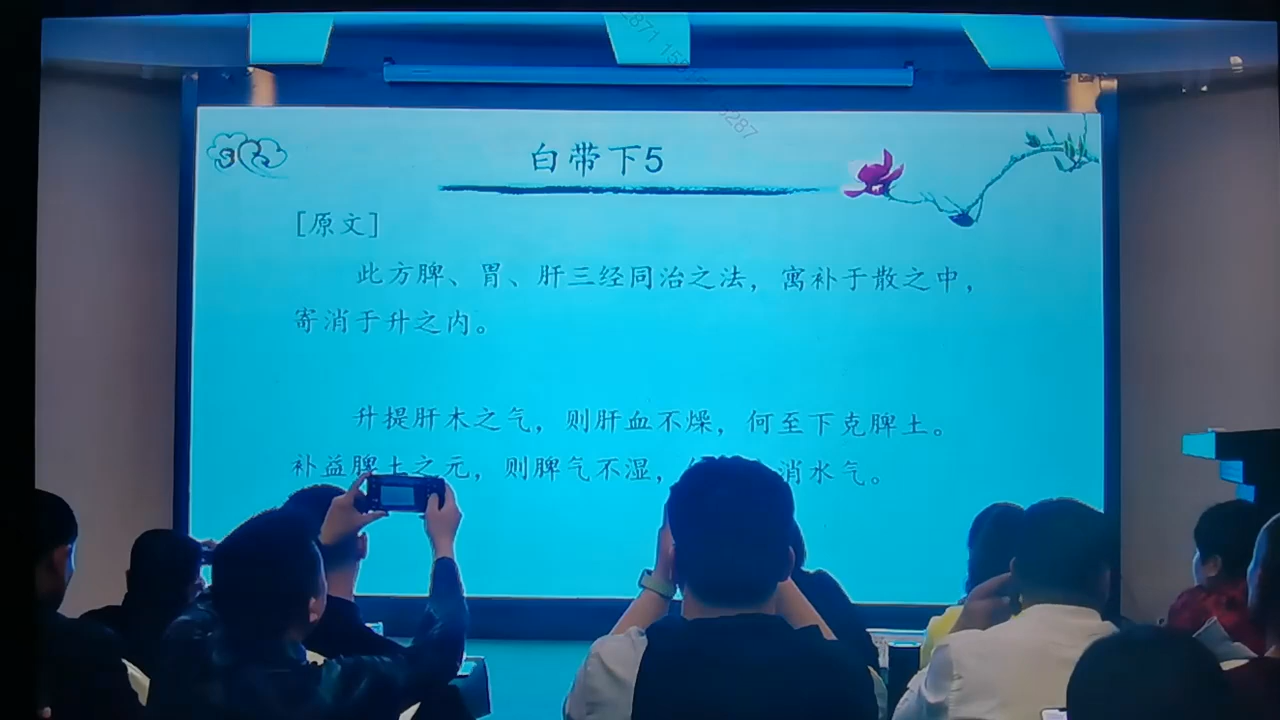 白带下5
[原文]
此方脾、胃、肝三经同治之法，寓补于散之中，
寄消于升之内。
升提肝木之气，则肝血不燥，何至下克脾土。
补益脾土之元，则脾气不湿，消水气。